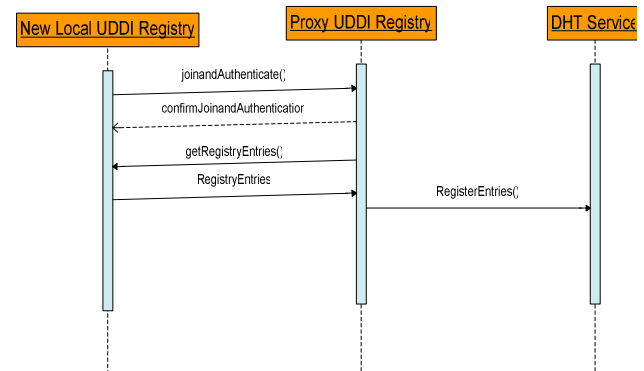 New Local UDDI Registry
Proxy UDDI Registry
DHT Service
joinandAuthenticate()
confirmJoinandAuthentication
getRegistryEntries()
RegistryEntries
RegisterEntries()